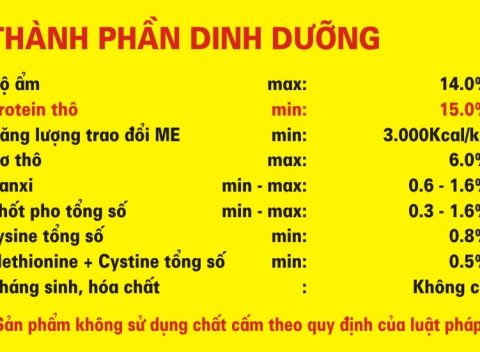 THÀNH PHẦN DINH DƯỠNG
ộ ẩm max: 14.0%
rotein thô min: 15.0%
ăng lượng trao đổi ME min: 3.000Kcal/k
ơ thô max: 6.0%
anxi min - max: 0.6 - 1.6%
hốt pho tổng số min - max: 0.3 - 1.6%
ysine tổng số min: 0.8%
ethionine + Cystine tổng số min: 0.5%
háng sinh, hóa chất : Không c
Sản phẩm không sử dụng chất cấm theo quy định của luật pháp